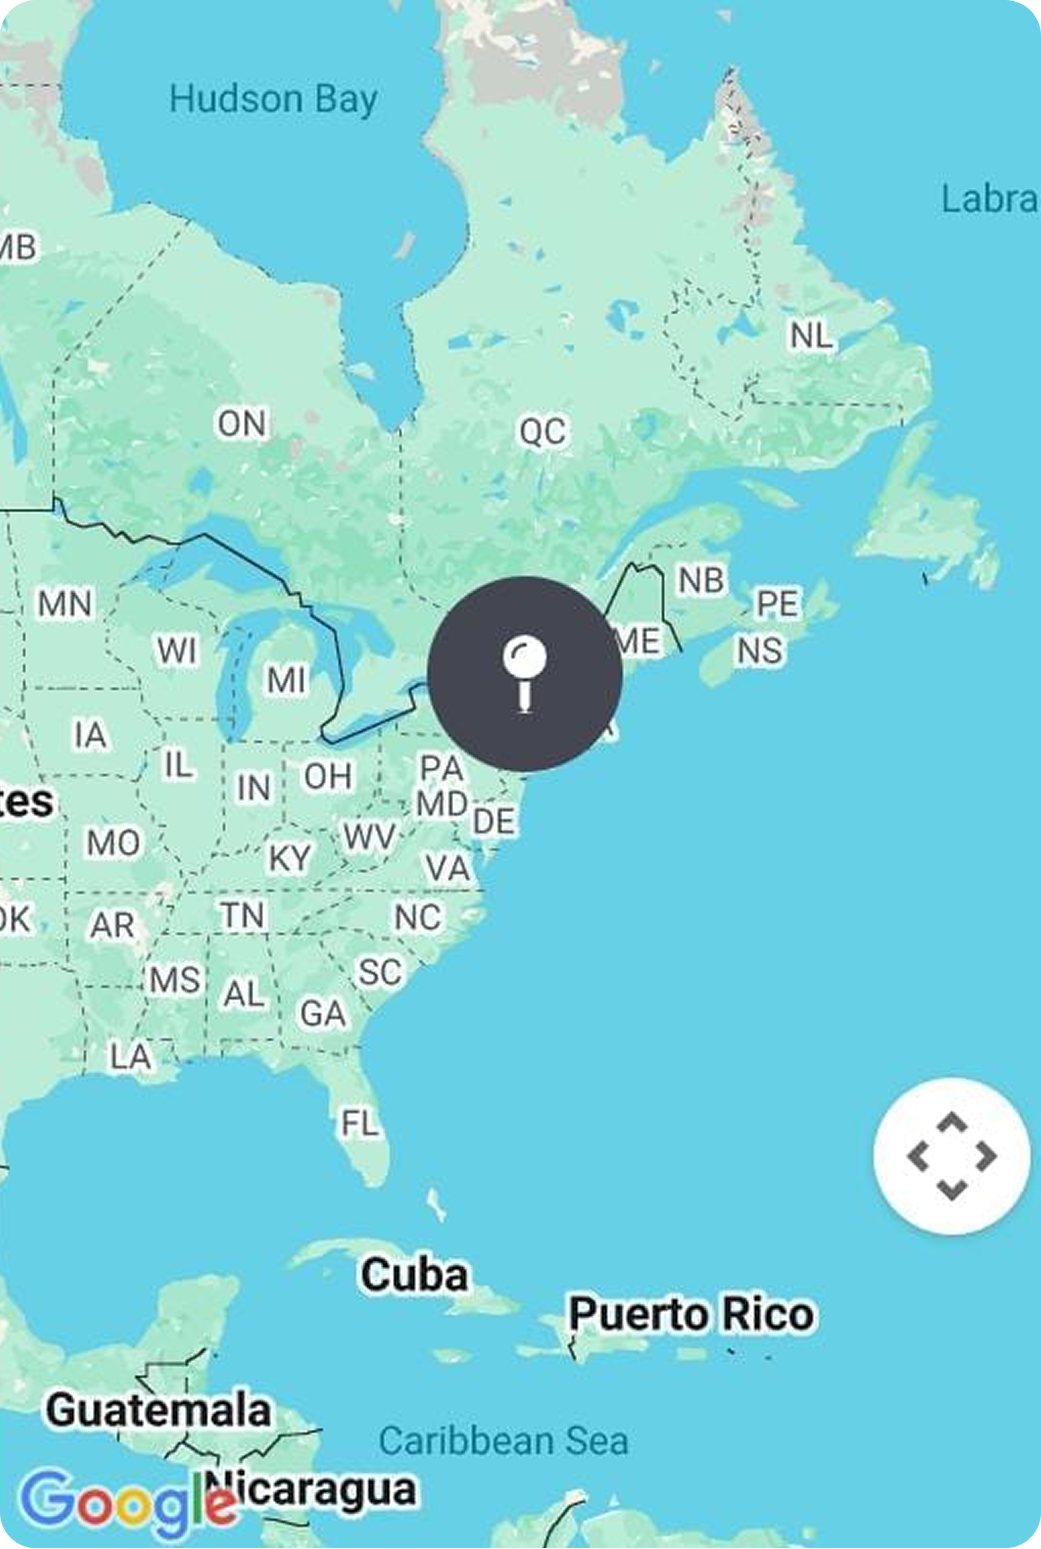 Hudson Bay
Labra
MB
NL
ON
QC
NB
MN
PE
ME
WI
NS
MI
IA
IL
PA
OH
IN
tes
MD
DE
WV
MO
KY
VA
TN
NC
OK
AR
SC
MS
AL
GA
LA
FL
Cuba
Puerto Rico
Guatemala
Caribbean Sea
Nicaragua
Google